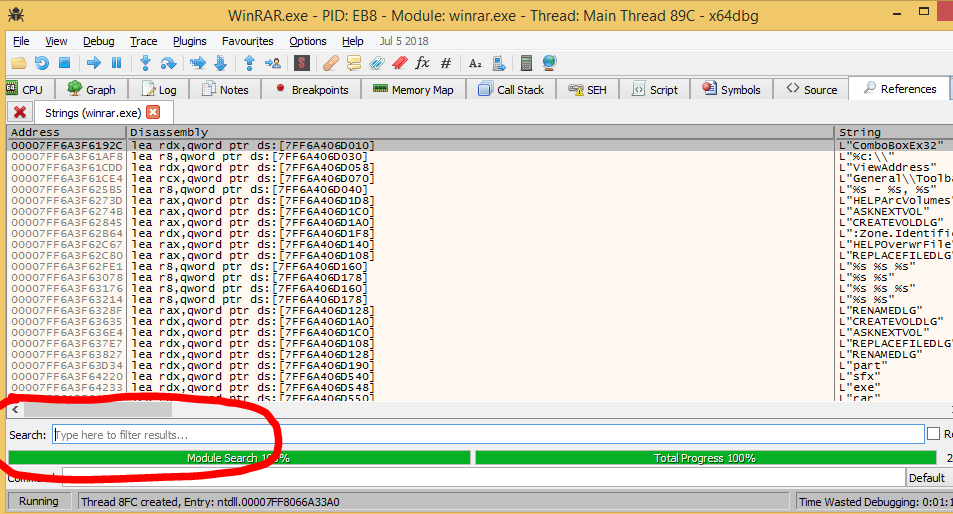 WinRAR.exe - PID: EB8 - Module: winrar.exe - Thread: Main Thread 89C - x64dbg
File View Debug Trace Plugins Favourites Options Help Jul 5 2018
CPU Graph Log Notes Breakpoints Memory Map Call Stack SEH Script Symbols Source References
Strings (winrar.exe)
Address Disassembly String
00007FF6A3F6192C lea rdx,qword ptr ds:[7FF6A406D010] L"ComboBoxEx32"
00007FF6A3F61AF8 lea r8,qword ptr ds:[7FF6A406D030] L"%c:\\"
00007FF6A3F61CDD lea rdx,qword ptr ds:[7FF6A406D058] L"ViewAddress"
00007FF6A3F61CE4 lea rcx,qword ptr ds:[7FF6A406D070] L"General\\Toolba
00007FF6A3F625B5 lea r8,qword ptr ds:[7FF6A406D040] L"%s - %s, %s"
00007FF6A3F6273D lea rax,qword ptr ds:[7FF6A406D1D8] L"HELPArcVolumes
00007FF6A3F6274B lea rax,qword ptr ds:[7FF6A406D1C0] L"ASKNEXTVOL"
00007FF6A3F62845 lea rax,qword ptr ds:[7FF6A406D1A0] L"CREATEVOLDLG"
00007FF6A3F62B64 lea rdx,qword ptr ds:[7FF6A406D1F8] L":Zone.Identifi
00007FF6A3F62C67 lea rax,qword ptr ds:[7FF6A406D140] L"HELPOverwrFile"
00007FF6A3F62C80 lea rax,qword ptr ds:[7FF6A406D108] L"REPLACEFILEDLG
00007FF6A3F62FE1 lea r8,qword ptr ds:[7FF6A406D160] L"%s %s %s"
00007FF6A3F63078 lea r8,qword ptr ds:[7FF6A406D178] L"%s %s"
00007FF6A3F63176 lea r8,qword ptr ds:[7FF6A406D160] L"%s %s %s"
00007FF6A3F63214 lea r8,qword ptr ds:[7FF6A406D178] L"%s %s"
00007FF6A3F6328F lea rax,qword ptr ds:[7FF6A406D128] L"RENAMEDLG"
00007FF6A3F63635 lea rdx,qword ptr ds:[7FF6A406D1A0] L"CREATEVOLDLG"
00007FF6A3F636E4 lea rdx,qword ptr ds:[7FF6A406D1C0] L"ASKNEXTVOL"
00007FF6A3F637E7 lea rdx,qword ptr ds:[7FF6A406D108] L"REPLACEFILEDLG
00007FF6A3F63827 lea rdx,qword ptr ds:[7FF6A406D128] L"RENAMEDLG"
00007FF6A3F63D34 lea rdx,qword ptr ds:[7FF6A406D190] L"part"
00007FF6A3F64220 lea rdx,qword ptr ds:[7FF6A406D540] L"sfx"
00007FF6A3F64233 lea rdx,qword ptr ds:[7FF6A406D548] L"exe"
lea rdx,qword ptr ds:[7FF6A406D550] L"rar"
Search: Type here to filter results... Re
Module Search 100% Total Progress 100% 2
Default
Running Thread 8FC created, Entry: ntdll.00007FF8066A33A0 Time Wasted Debugging: 0:01:1